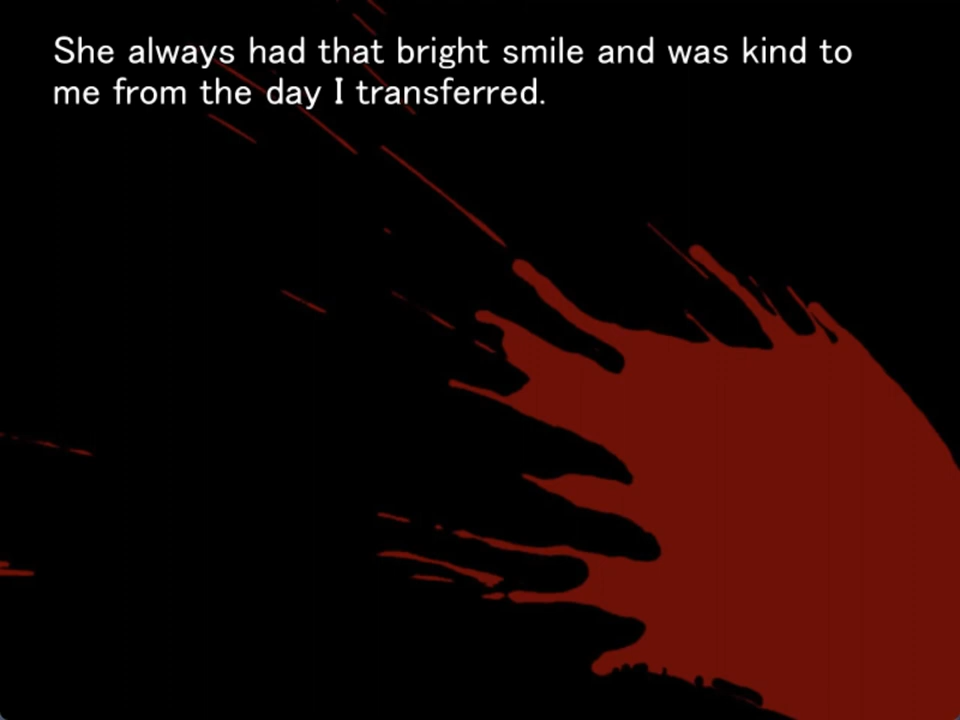 She always had that bright smile and was kind to
me from the day I transferred.